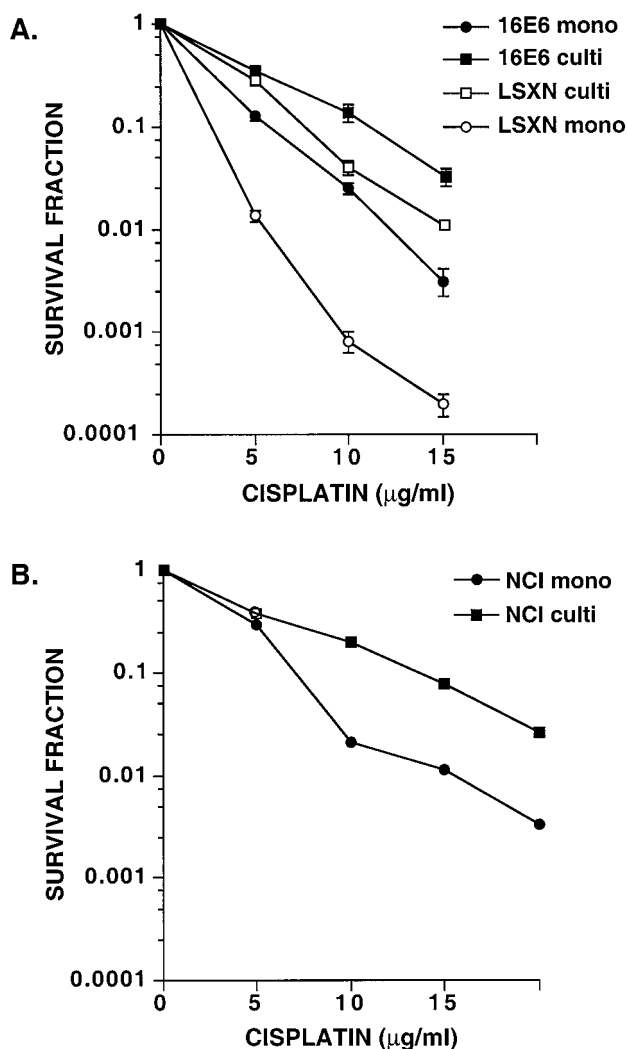 A.
16E6 mono
16E6 culti
LSXN culti
LSXN mono
SURVIVAL FRACTION
1
0.1
0.01
0.001
0.0001
0
5
10
15
CISPLATIN (µg/ml)
B.
NCI mono
NCI culti
SURVIVAL FRACTION
1
0.1
0.01
0.001
0.0001
0
5
10
15
CISPLATIN (µg/ml)